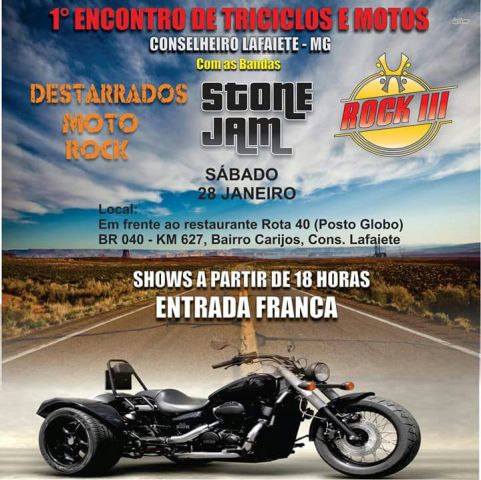 1° ENCONTRO DE TRICICLOS E MOTOS
CONSELHEIRO LAFAIETE - MG
Com as Bandas
DESTARRADOS
MOTO
ROCK
STONE
JAM
ROCK III
SÁBADO
28 JANEIRO
Local:
Em frente ao restaurante Rota 40 (Posto Globo)
BR 040 - KM 627, Bairro Carijos, Cons. Lafaiete
SHOWS A PARTIR DE 18 HORAS
ENTRADA FRANCA